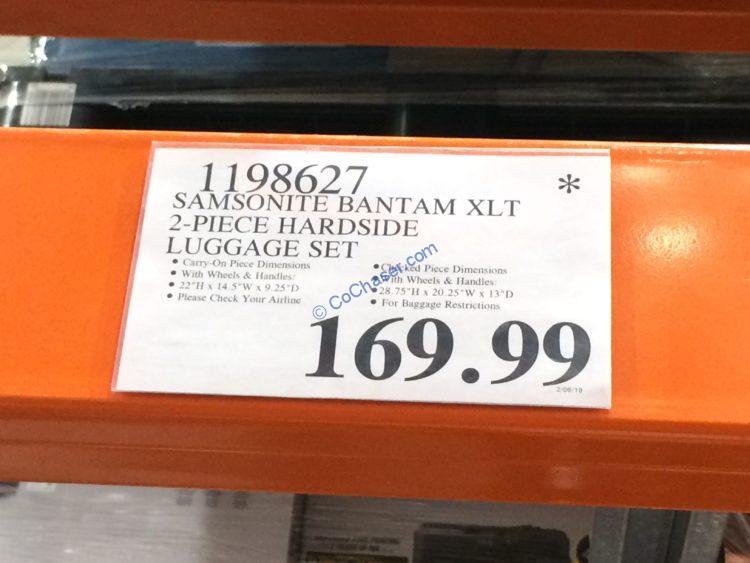 1198627 *
SAMSONITE BANTAM XLT
2-PIECE HARDSIDE
LUGGAGE SET
• Carry-On Piece Dimensions
• With Wheels & Handles:
• 22"H x 14.5"W x 9.25"D
• Please Check Your Airline
• Checked Piece Dimensions
• With Wheels & Handles:
• 28.75"H x 20.25"W x 13"D
• For Baggage Restrictions
© CoChaser.com
169.99
2/08/19